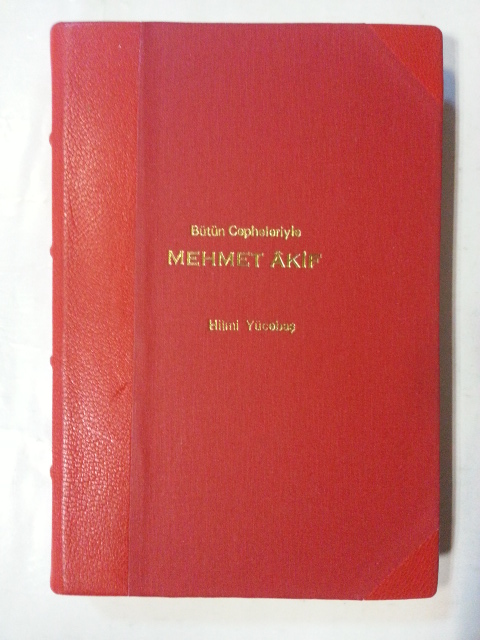 Bütün Cepheleriyle
MEHMET ÂKİF
Hilmi Yücebaş